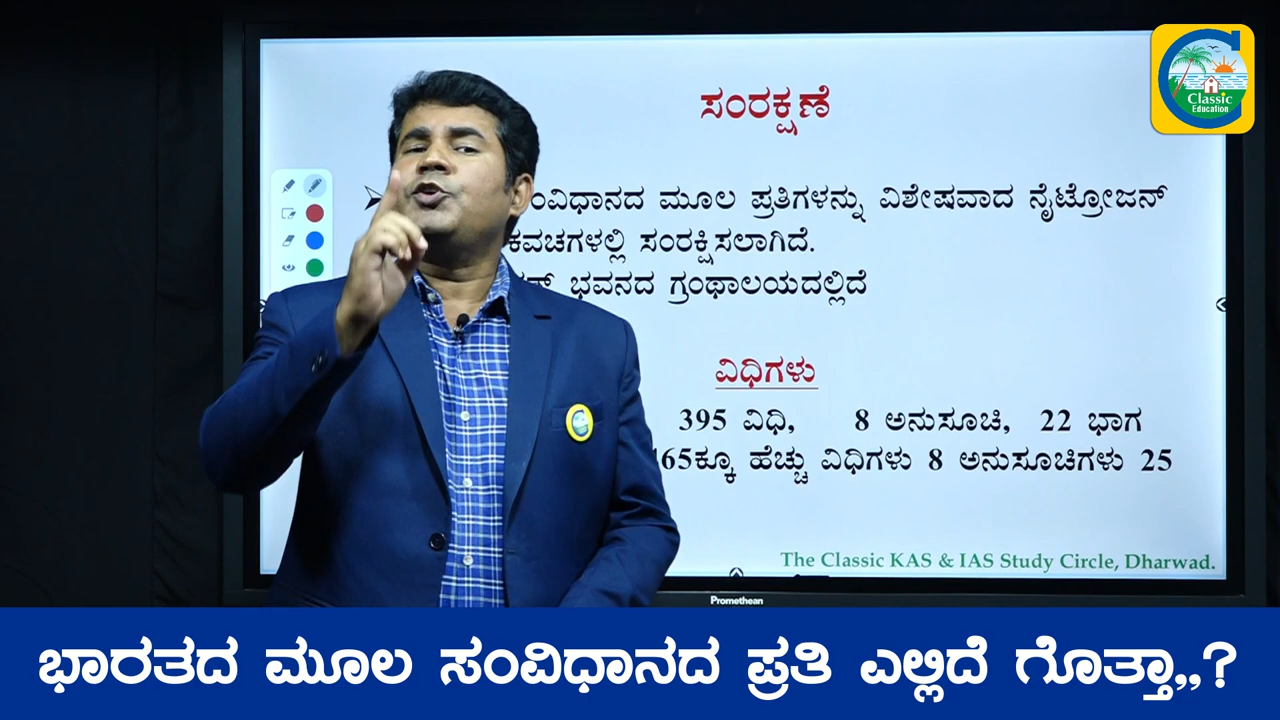 Classic
Education
ಸಂರಕ್ಷಣೆ
ಸಂವಿಧಾನದ ಮೂಲ ಪ್ರತಿಗಳನ್ನು ವಿಶೇಷವಾದ ನೈಟ್ರೋಜನ್
ಕವಚಗಳಲ್ಲಿ ಸಂರಕ್ಷಿಸಲಾಗಿದೆ.
ಭವನದ ಗ್ರಂಥಾಲಯದಲ್ಲಿದೆ
ವಿಧಿಗಳು
395 ವಿಧಿ, 8 ಅನುಸೂಚಿ, 22 ಭಾಗ
ಹೆಚ್ಚು ವಿಧಿಗಳು 8 ಅನುಸೂಚಿಗಳು 25
The Classic KAS & IAS Study Circle, Dharwad.
Promethean
ಭಾರತದ ಮೂಲ ಸಂವಿಧಾನದ ಪ್ರತಿ ಎಲ್ಲಿದೆ ಗೊತ್ತಾ,,?